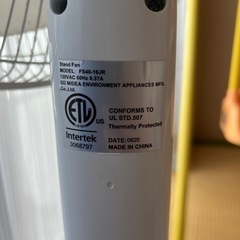 Stand Fan
MODEL: FS40-16JR
120VAC 60Hz 0.37A
GD MIDEA ENVIRONMENT APPLIANCES MFG.
Co.,Ltd.
ETL
US
Intertek
3068797
CONFORMS TO
UL STD.507
Thermally Protected
DATE:0620
MADE IN CHINA